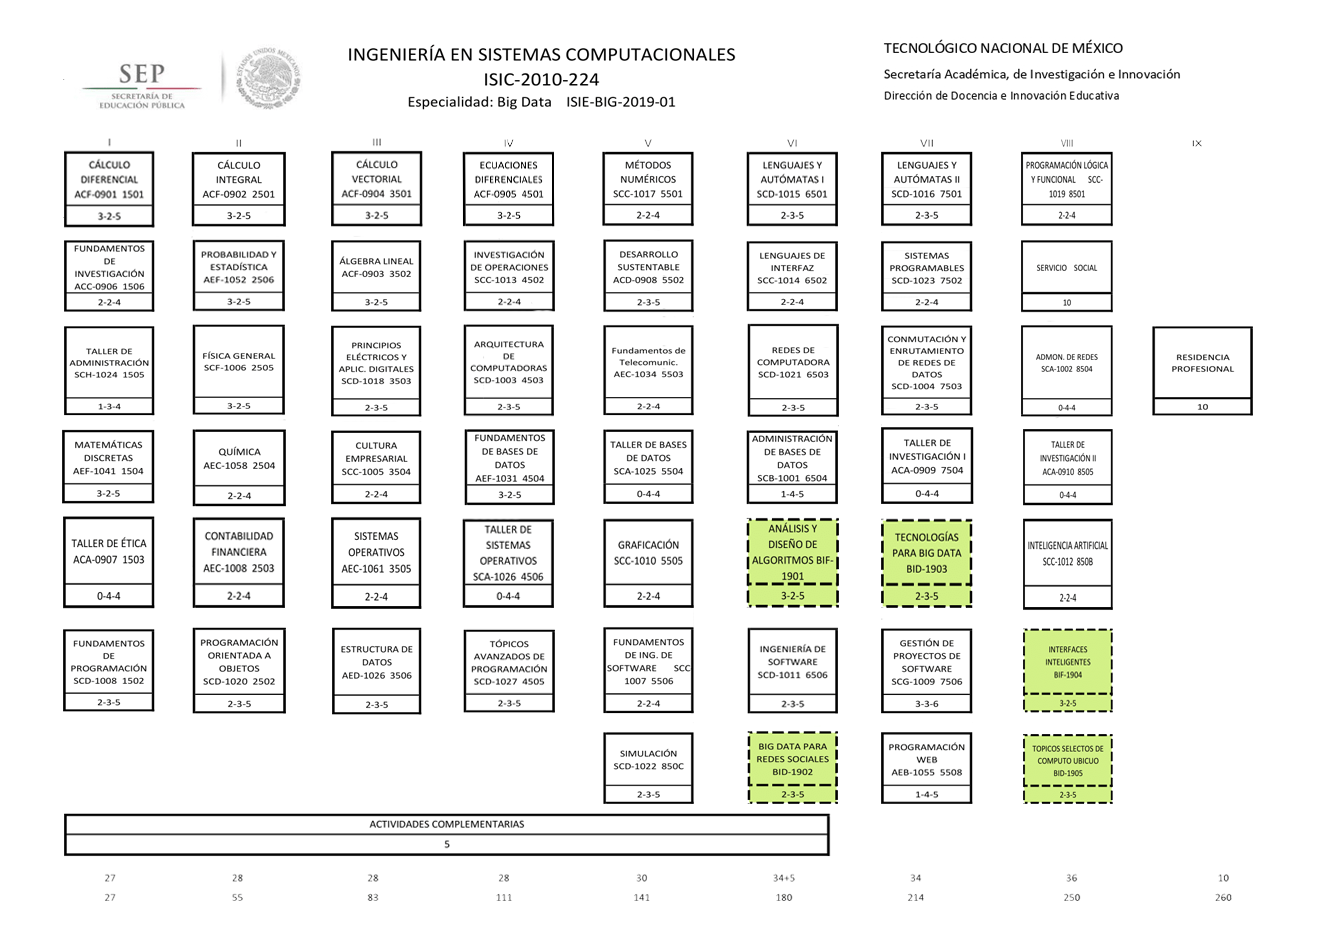 SEP
SECRETARÍA DE
EDUCACIÓN PÚBLICA
ESTADOS UNIDOS MEXICANOS
INGENIERÍA EN SISTEMAS COMPUTACIONALES
ISIC-2010-224
Especialidad: Big Data ISIE-BIG-2019-01
TECNOLÓGICO NACIONAL DE MÉXICO
Secretaría Académica, de Investigación e Innovación
Dirección de Docencia e Innovación Educativa
I II III IV V VI VII VIII IX
CÁLCULO
DIFERENCIAL
ACF-0901 1501
3-2-5
CÁLCULO
INTEGRAL
ACF-0902 2501
3-2-5
CÁLCULO
VECTORIAL
ACF-0904 3501
3-2-5
ECUACIONES
DIFERENCIALES
ACF-0905 4501
3-2-5
MÉTODOS
NUMÉRICOS
SCC-1017 5501
2-2-4
LENGUAJES Y
AUTÓMATAS I
SCD-1015 6501
2-3-5
LENGUAJES Y
AUTÓMATAS II
SCD-1016 7501
2-3-5
PROGRAMACIÓN LÓGICA
Y FUNCIONAL SCC-
1019 8501
2-2-4
FUNDAMENTOS
DE
INVESTIGACIÓN
ACC-0906 1506
2-2-4
PROBABILIDAD Y
ESTADÍSTICA
AEF-1052 2506
3-2-5
ÁLGEBRA LINEAL
ACF-0903 3502
3-2-5
INVESTIGACIÓN
DE OPERACIONES
SCC-1013 4502
2-2-4
DESARROLLO
SUSTENTABLE
ACD-0908 5502
2-3-5
LENGUAJES DE
INTERFAZ
SCC-1014 6502
2-2-4
SISTEMAS
PROGRAMABLES
SCD-1023 7502
2-2-4
SERVICIO SOCIAL
10
TALLER DE
ADMINISTRACIÓN
SCH-1024 1505
1-3-4
FÍSICA GENERAL
SCF-1006 2505
3-2-5
PRINCIPIOS
ELÉCTRICOS Y
APLIC. DIGITALES
SCD-1018 3503
2-3-5
ARQUITECTURA
DE
COMPUTADORAS
SCD-1003 4503
2-3-5
Fundamentos de
Telecomunic.
AEC-1034 5503
2-2-4
REDES DE
COMPUTADORA
SCD-1021 6503
2-3-5
CONMUTACIÓN Y
ENRUTAMIENTO
DE REDES DE
DATOS
SCD-1004 7503
2-3-5
ADMON. DE REDES
SCA-1002 8504
0-4-4
RESIDENCIA
PROFESIONAL
10
MATEMÁTICAS
DISCRETAS
AEF-1041 1504
3-2-5
QUÍMICA
AEC-1058 2504
2-2-4
CULTURA
EMPRESARIAL
SCC-1005 3504
2-2-4
FUNDAMENTOS
DE BASES DE
DATOS
AEF-1031 4504
3-2-5
TALLER DE BASES
DE DATOS
SCA-1025 5504
0-4-4
ADMINISTRACIÓN
DE BASES DE
DATOS
SCB-1001 6504
1-4-5
TALLER DE
INVESTIGACIÓN I
ACA-0909 7504
0-4-4
TALLER DE
INVESTIGACIÓN II
ACA-0910 8505
0-4-4
TALLER DE ÉTICA
ACA-0907 1503
0-4-4
CONTABILIDAD
FINANCIERA
AEC-1008 2503
2-2-4
SISTEMAS
OPERATIVOS
AEC-1061 3505
2-2-4
TALLER DE
SISTEMAS
OPERATIVOS
SCA-1026 4506
0-4-4
GRAFICACIÓN
SCC-1010 5505
2-2-4
ANÁLISIS Y
DISEÑO DE
ALGORITMOS BIF-
1901
3-2-5
TECNOLOGÍAS
PARA BIG DATA
BID-1903
2-3-5
INTELIGENCIA ARTIFICIAL
SCC-1012 850B
2-2-4
FUNDAMENTOS
DE
PROGRAMACIÓN
SCD-1008 1502
2-3-5
PROGRAMACIÓN
ORIENTADA A
OBJETOS
SCD-1020 2502
2-3-5
ESTRUCTURA DE
DATOS
AED-1026 3506
2-3-5
TÓPICOS
AVANZADOS DE
PROGRAMACIÓN
SCD-1027 4505
2-3-5
FUNDAMENTOS
DE ING. DE
SOFTWARE SCC
1007 5506
2-2-4
INGENIERÍA DE
SOFTWARE
SCD-1011 6506
2-3-5
GESTIÓN DE
PROYECTOS DE
SOFTWARE
SCG-1009 7506
3-3-6
INTERFACES
INTELIGENTES
BIF-1904
3-2-5
SIMULACIÓN
SCD-1022 850C
2-3-5
BIG DATA PARA
REDES SOCIALES
BID-1902
2-3-5
PROGRAMACIÓN
WEB
AEB-1055 5508
1-4-5
TOPICOS SELECTOS DE
COMPUTO UBICUO
BID-1905
2-3-5
ACTIVIDADES COMPLEMENTARIAS
5
27 28 28 28 30 34+5 34 36 10
27 55 83 111 141 180 214 250 260